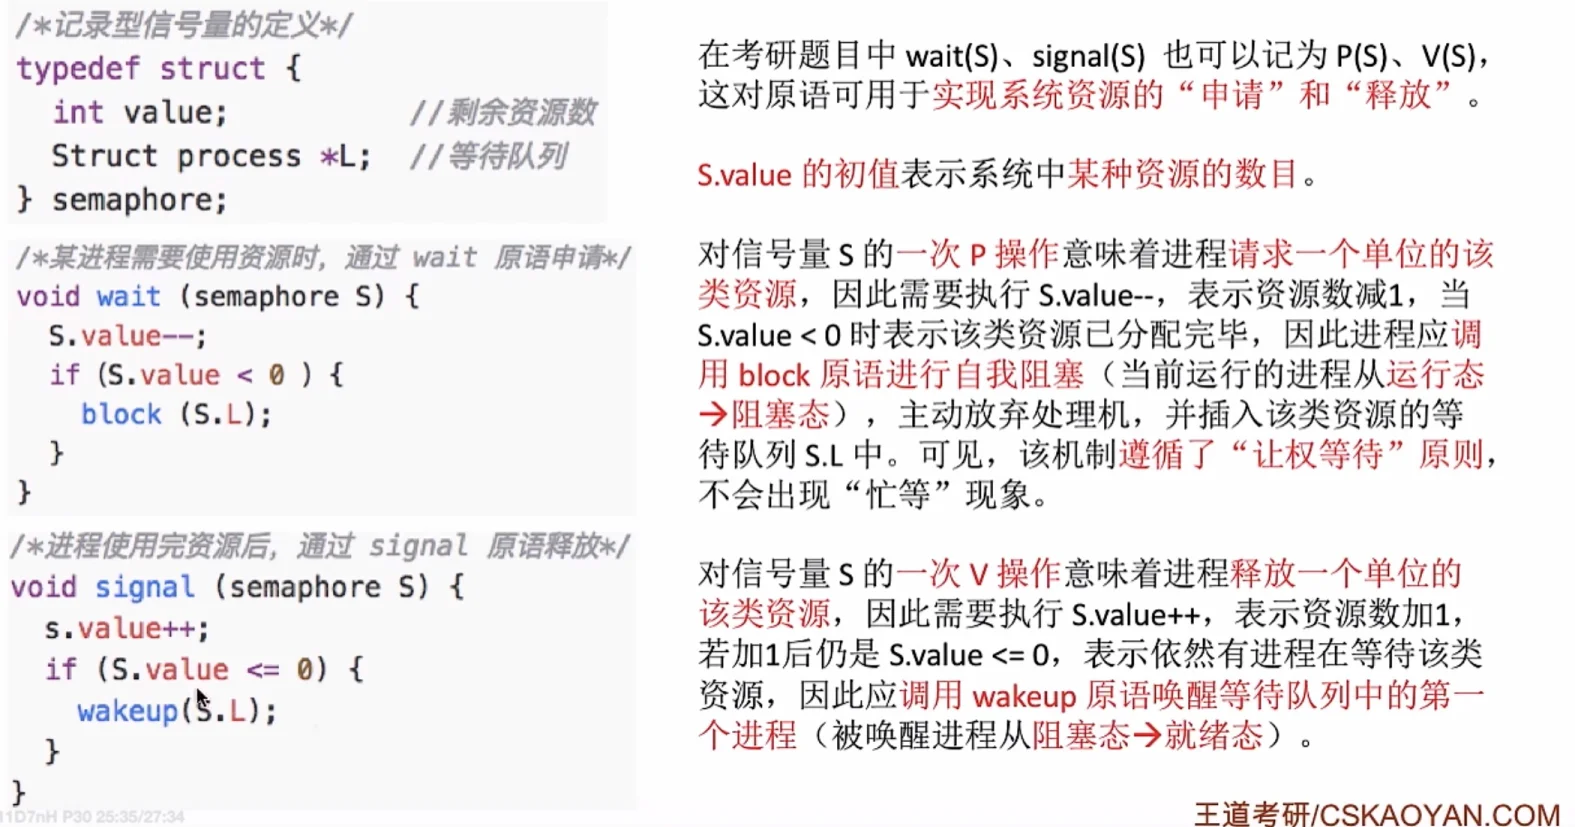 /*记录型信号量的定义*/
typedef struct {
int value; //剩余资源数
Struct process *L; //等待队列
} semaphore;
/*某进程需要使用资源时，通过 wait 原语申请*/
void wait (semaphore S) {
S.value--;
if (S.value < 0 ) {
block (S.L);
}
}
/*进程使用完资源后，通过 signal 原语释放*/
void signal (semaphore S) {
s.value++;
if (S.value <= 0) {
wakeup(S.L);
}
}
在考研题目中 wait(S)、signal(S) 也可以记为 P(S)、V(S)，
这对原语可用于实现系统资源的“申请”和“释放”。
S.value 的初值表示系统中某种资源的数目。
对信号量 S 的一次 P 操作意味着进程请求一个单位的该
类资源，因此需要执行 S.value--，表示资源数减1，当
S.value < 0 时表示该类资源已分配完毕，因此进程应调
用 block 原语进行自我阻塞（当前运行的进程从运行态
→阻塞态），主动放弃处理机，并插入该类资源的等
待队列 S.L 中。可见，该机制遵循了“让权等待”原则，
不会出现“忙等”现象。
对信号量 S 的一次 V 操作意味着进程释放一个单位的
该类资源，因此需要执行 S.value++，表示资源数加1，
若加1后仍是 S.value <= 0，表示依然有进程在等待该类
资源，因此应调用 wakeup 原语唤醒等待队列中的第一
个进程（被唤醒进程从阻塞态→就绪态）。
11D7nH P30 25:35/27:34
王道考研/CSKAOYAN.COM